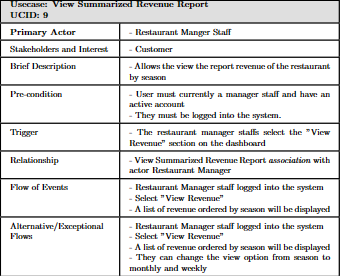 Usecase: View Summarized Revenue Report
UCID: 9
Primary Actor
- Restaurant Manger Staff
Stakeholders and Interest
- Customer
Brief Description
- Allows the view the report revenue of the restaurant
by season
Pre-condition
- User must currently a manager staff and have an
active account
- They must be logged into the system.
Trigger
- The restaurant manager staffs select the "View
Revenue" section on the dashboard
Relationship
- View Summarized Revenue Report association with
actor Restaurant Manager
Flow of Events
- Restaurant Manager staff logged into the system
- Select "View Revenue"
- A list of revenue ordered by season will be displayed
Alternative/Exceptional
Flows
- Restaurant Manager staff logged into the system
- Select "View Revenue"
- A list of revenue ordered by season will be displayed
- They can change the view option from season to
monthly and weekly